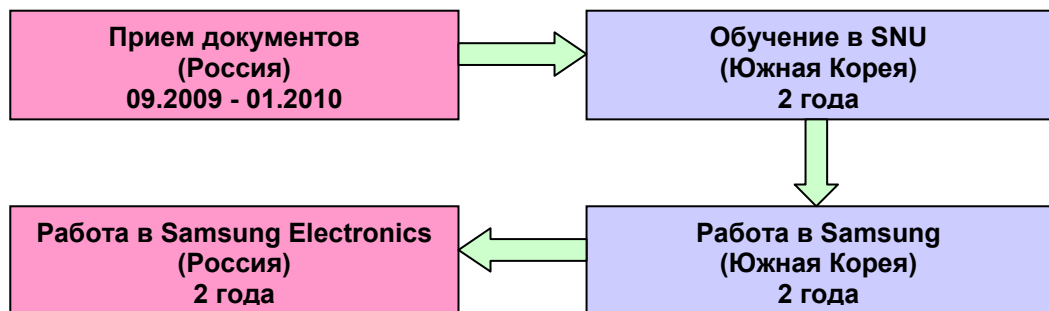 Прием документов
(Россия)
09.2009 - 01.2010
Обучение в SNU
(Южная Корея)
2 года
Работа в Samsung
(Южная Корея)
2 года
Работа в Samsung Electronics
(Россия)
2 года